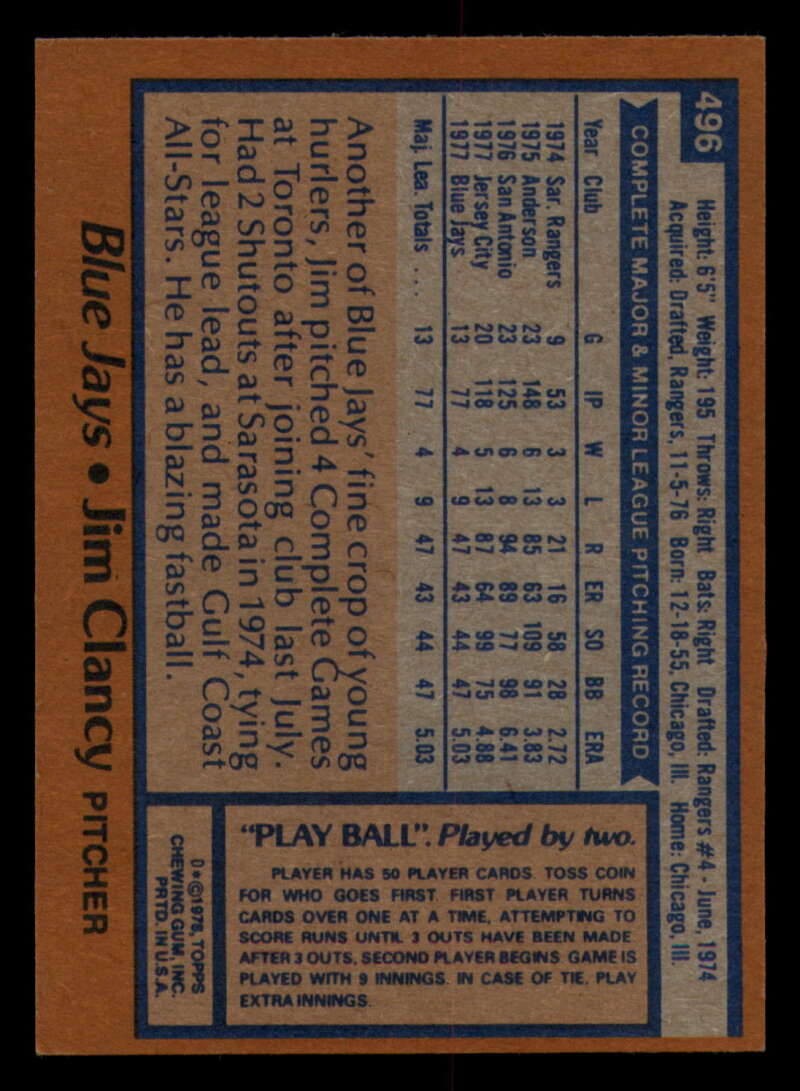 496
Height: 6'5" Weight: 195 Throws: Right Bats: Right Drafted: Rangers #4 - June, 1974
Acquired: Drafted, Rangers, 11-5-76 Born: 12-18-55, Chicago, Ill. Home: Chicago, Ill.
COMPLETE MAJOR & MINOR LEAGUE PITCHING RECORD
Year Club G IP W L R ER SO BB ERA
1974 Sar. Rangers 9 53 3 3 21 16 58 28 2.72
1975 Anderson 23 148 6 13 85 63 109 91 3.83
1976 San Antonio 23 125 6 8 94 89 77 98 6.41
1977 Jersey City 20 118 5 13 87 64 99 75 4.88
1977 Blue Jays 13 77 4 9 47 43 44 47 5.03
Maj. Lea. Totals ... 13 77 4 9 47 43 44 47 5.03
Another of Blue Jays' fine crop of young
hurlers, Jim pitched 4 Complete Games
at Toronto after joining club last July.
Had 2 Shutouts at Sarasota in 1974, tying
for league lead, and made Gulf Coast
All-Stars. He has a blazing fastball.
Blue Jays • Jim Clancy PITCHER
"PLAY BALL". Played by two.
PLAYER HAS 50 PLAYER CARDS. TOSS COIN
FOR WHO GOES FIRST. FIRST PLAYER TURNS
CARDS OVER ONE AT A TIME, ATTEMPTING TO
SCORE RUNS UNTIL 3 OUTS HAVE BEEN MADE.
AFTER 3 OUTS, SECOND PLAYER BEGINS. GAME IS
PLAYED WITH 9 INNINGS. IN CASE OF TIE, PLAY
EXTRA INNINGS.
D*©1978, TOPPS
CHEWING GUM, INC.
PRTD. IN U.S.A.